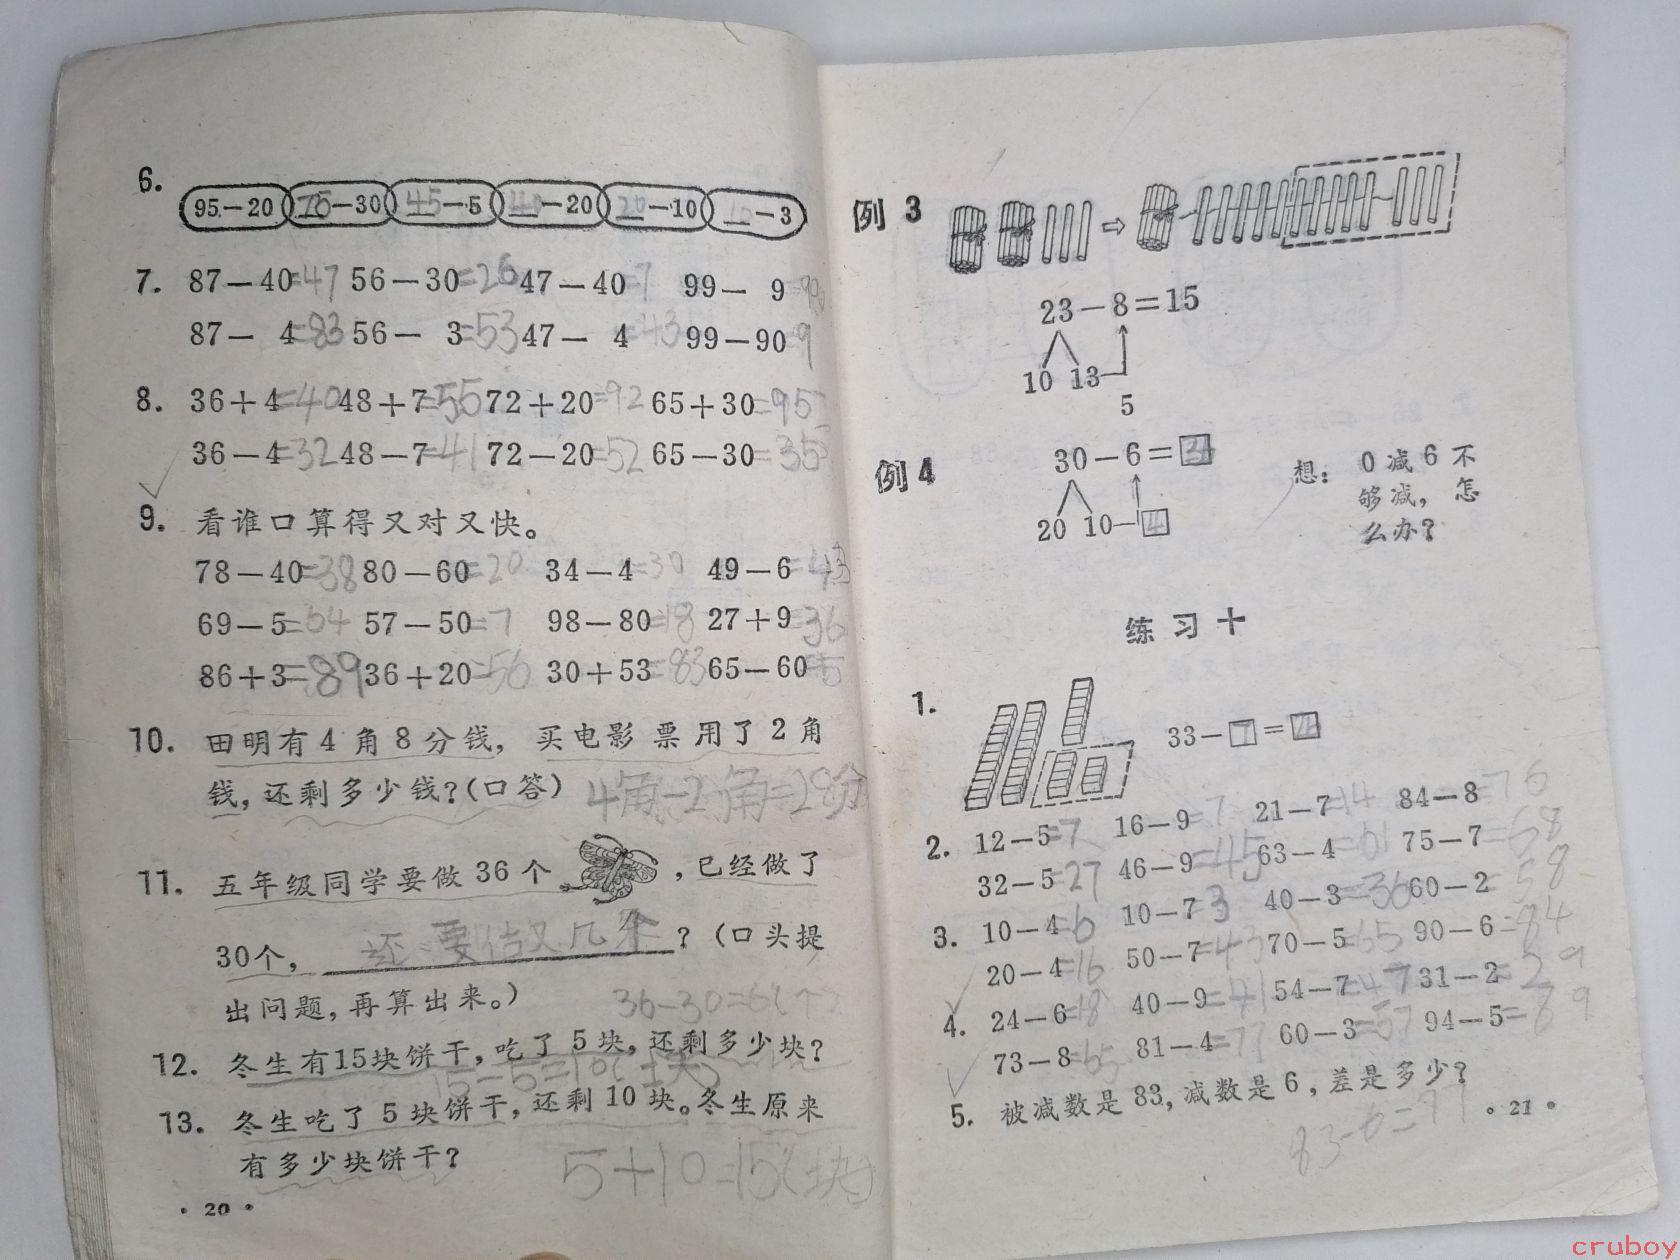 6.
95－20 75－30 45－5 40－20 20－10 10－3
7. 87－40=47 56－30=26 47－40=7 99－ 9=90
87－ 4=83 56－ 3=53 47－ 4=43 99－90=9
8. 36＋4=40 48＋7=55 72＋20=92 65＋30=95
36－4=32 48－7=41 72－20=52 65－30=35
9. 看谁口算得又对又快。
78－40=38 80－60=20 34－4=30 49－6=43
69－5=64 57－50=7 98－80=18 27＋9=36
86＋3=89 36＋20=56 30＋53=83 65－60=5
10. 田明有4角8分钱，买电影票用了2角
钱，还剩多少钱？（口答） 4角-2角=28分
11. 五年级同学要做36个 ，已经做了
30个， 还要做几个？（口头提
出问题，再算出来。） 36-30=6(个)
12. 冬生有15块饼干，吃了5块，还剩多少块？
15-5=10(块)
13. 冬生吃了5块饼干，还剩10块。冬生原来
有多少块饼干？ 5+10=15(块)
· 20 ·
例3
23－8＝15
10 13
5
例4
30－6＝
20 10 4
想：0减6不
够减，怎
么办？
练习十
1.
33－ ＝
2. 12－5=7 16－9=7 21－7=14 84－8=76
32－5=27 46－9=45 63－4=61 75－7=68
3. 10－4=6 10－7=3 40－3=36 60－2=58
20－4=16 50－7=43 70－5=65 90－6=84
4. 24－6=18 40－9=41 54－7=47 31－2=29
73－8=65 81－4=77 60－3=57 94－5=89
5. 被减数是83，减数是6，差是多少？
83-6=
· 21 ·
cruboy